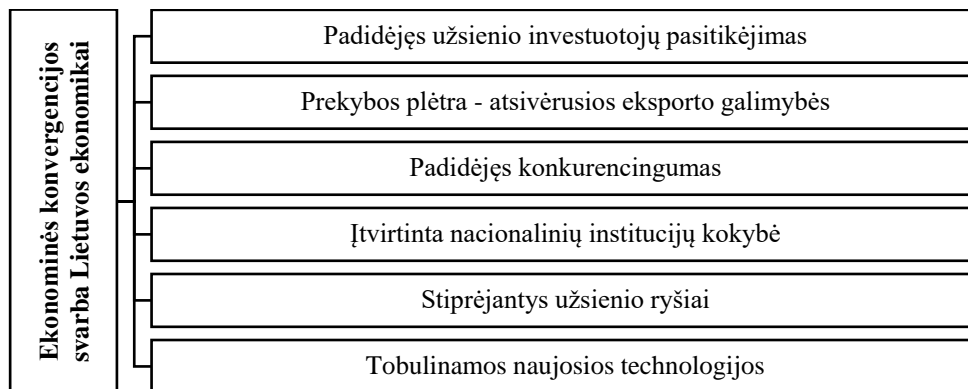 Ekonominės konvergencijos
svarba Lietuvos ekonomikai
Padidėjęs užsienio investuotojų pasitikėjimas
Prekybos plėtra - atsivėrusios eksporto galimybės
Padidėjęs konkurencingumas
Įtvirtinta nacionalinių institucijų kokybė
Stiprėjantys užsienio ryšiai
Tobulinamos naujosios technologijos